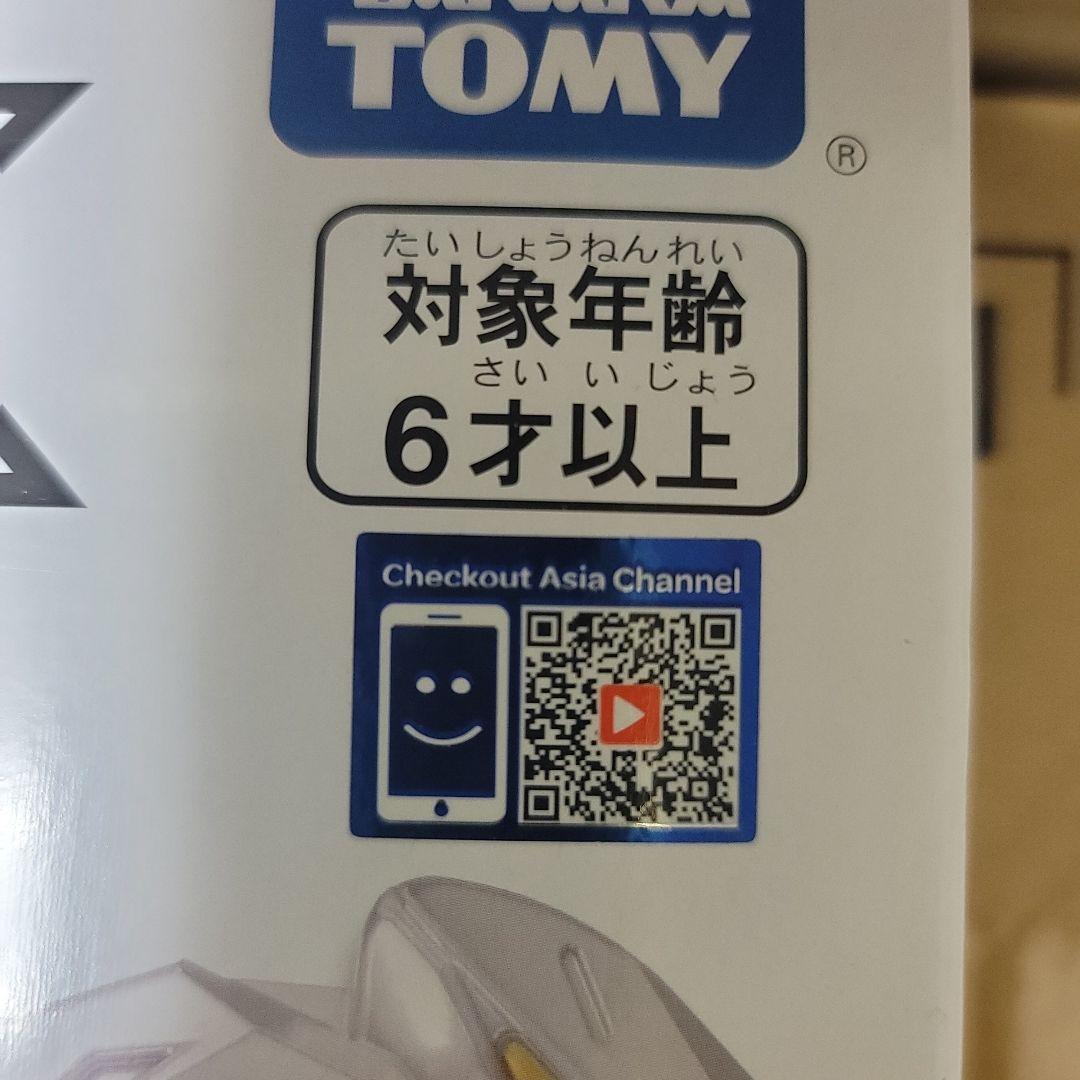 TOMY
®
たいしょうねんれい
対象年齢
さい い じょう
6才以上
Checkout Asia Channel